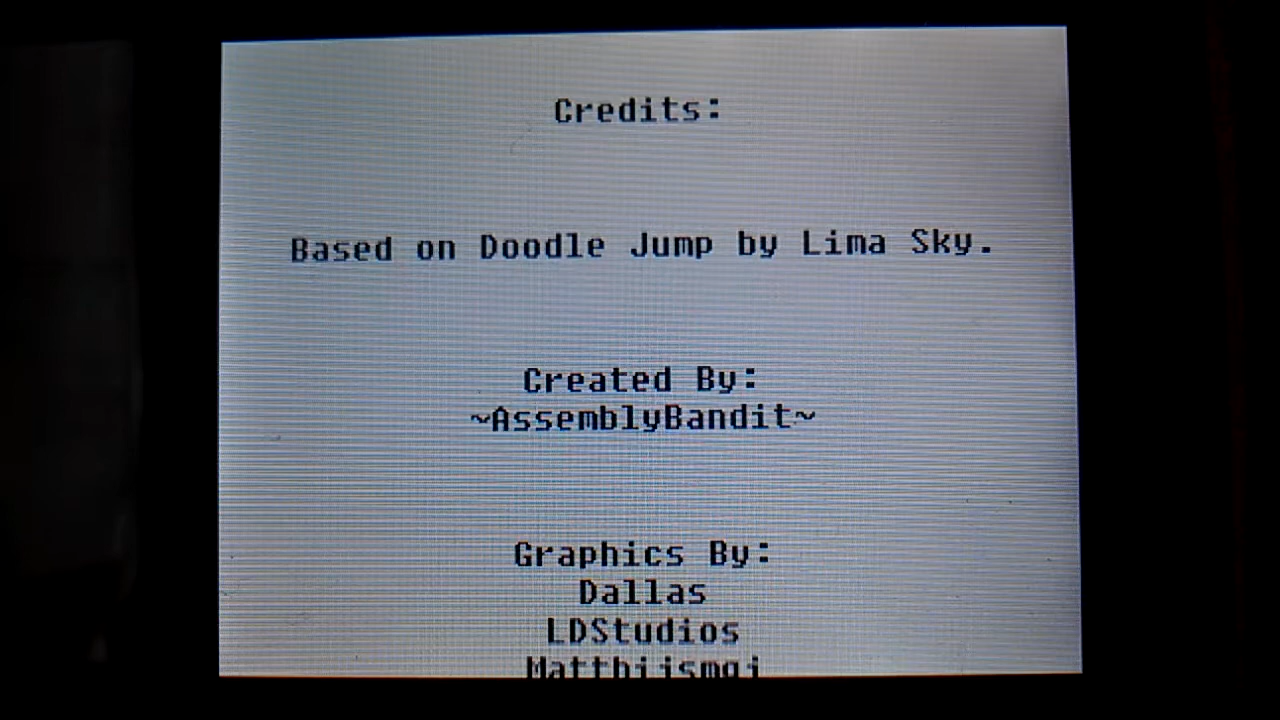 Credits:
Based on Doodle Jump by Lima Sky.
Created By:
~AssemblyBandit~
Graphics By:
Dallas
LDStudios